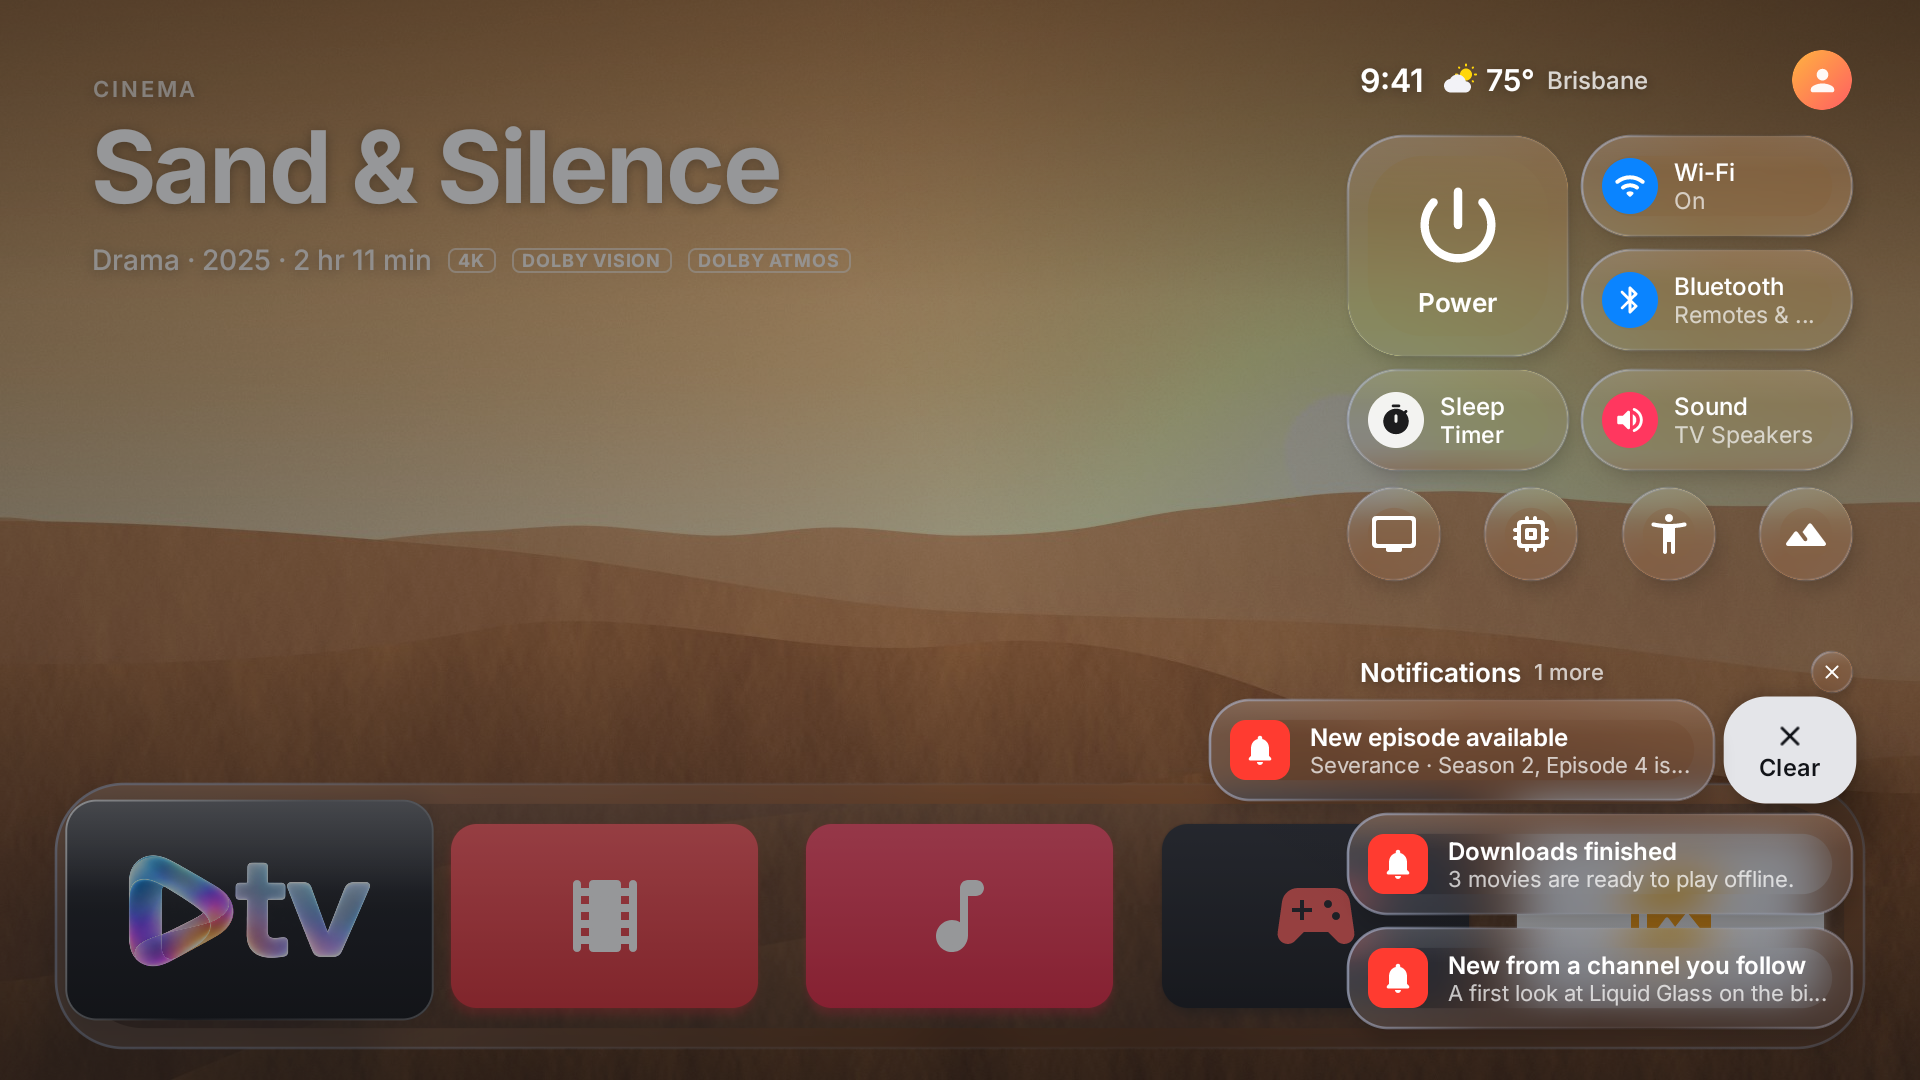 CINEMA
Sand & Silence
Drama · 2025 · 2 hr 11 min 4K DOLBY VISION DOLBY ATMOS
9:41 75° Brisbane
Power
Wi-Fi
On
Bluetooth
Remotes & ...
Sleep
Timer
Sound
TV Speakers
Notifications 1 more
New episode available
Severance · Season 2, Episode 4 is...
Clear
Downloads finished
3 movies are ready to play offline.
New from a channel you follow
A first look at Liquid Glass on the bi...
tv